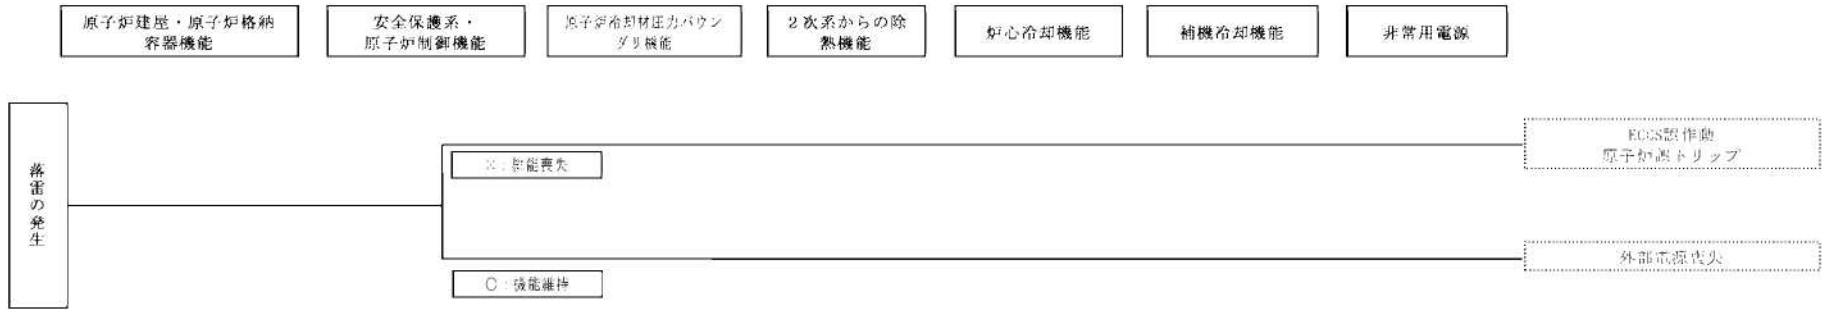 原子炉建屋・原子炉格納
容器機能
安全保護系・
原子炉制御機能
原子炉冷却材圧力バウン
ダリ機能
2次系からの除
熱機能
炉心冷却機能
補機冷却機能
非常用電源
落雷の発生
×:機能喪失
○:機能維持
ECCS誤作動
原子炉誤トリップ
外部電源喪失